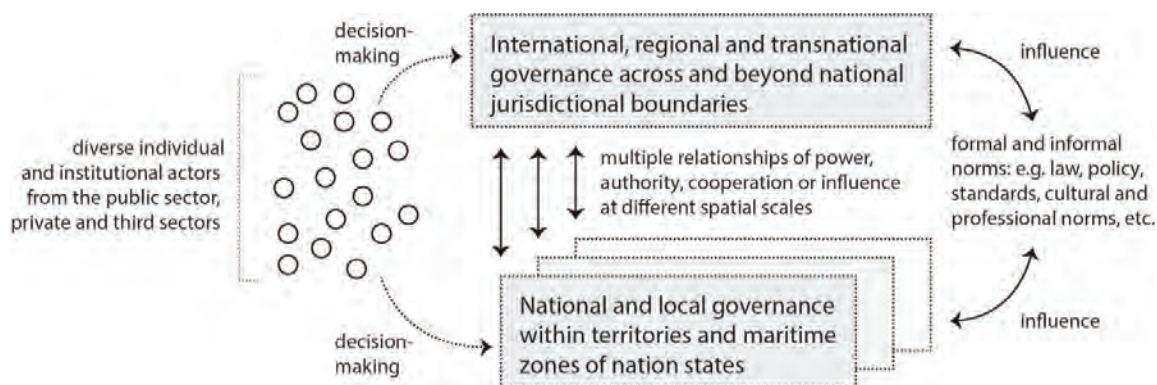 decision-
making
International, regional and transnational
governance across and beyond national
jurisdictional boundaries
influence
diverse individual
and institutional actors
from the public sector,
private and third sectors
multiple relationships of power,
authority, cooperation or influence
at different spatial scales
formal and informal
norms: e.g. law, policy,
standards, cultural and
professional norms, etc.
National and local governance
within territories and maritime
zones of nation states
influence
decision-
making